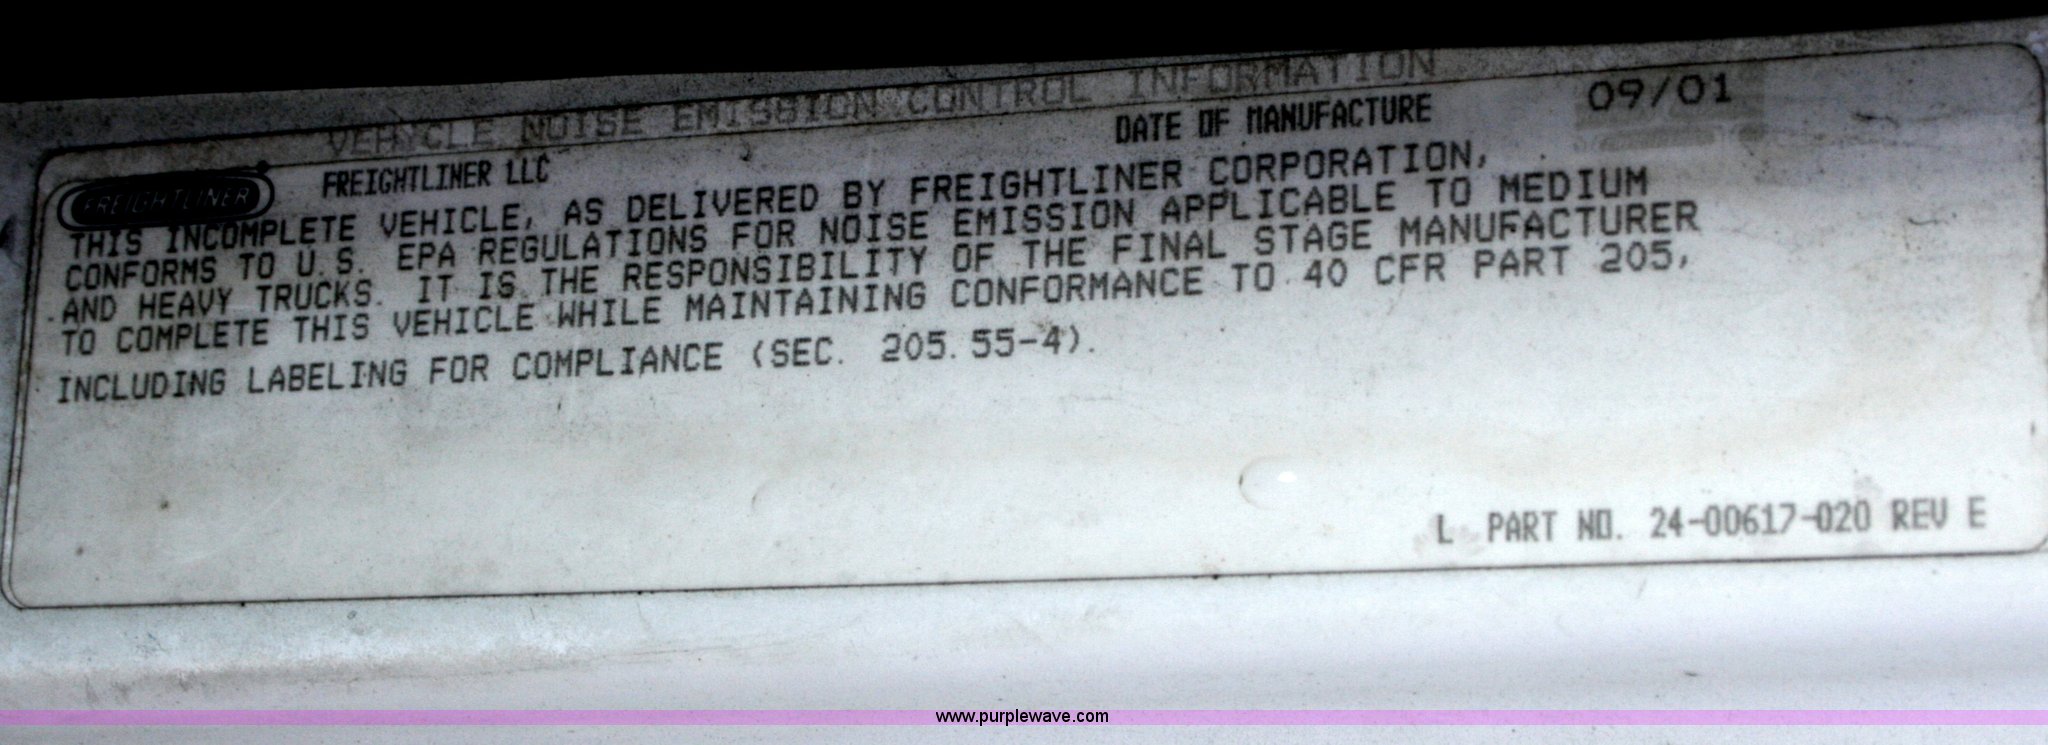 VEHICLE NOISE EMISSION CONTROL INFORMATION
FREIGHTLINER FREIGHTLINER LLC DATE OF MANUFACTURE 09/01
THIS INCOMPLETE VEHICLE, AS DELIVERED BY FREIGHTLINER CORPORATION,
CONFORMS TO U.S. EPA REGULATIONS FOR NOISE EMISSION APPLICABLE TO MEDIUM
AND HEAVY TRUCKS. IT IS THE RESPONSIBILITY OF THE FINAL STAGE MANUFACTURER
TO COMPLETE THIS VEHICLE WHILE MAINTAINING CONFORMANCE TO 40 CFR PART 205,
INCLUDING LABELING FOR COMPLIANCE (SEC. 205.55-4).
L PART NO. 24-00617-020 REV E
www.purplewave.com